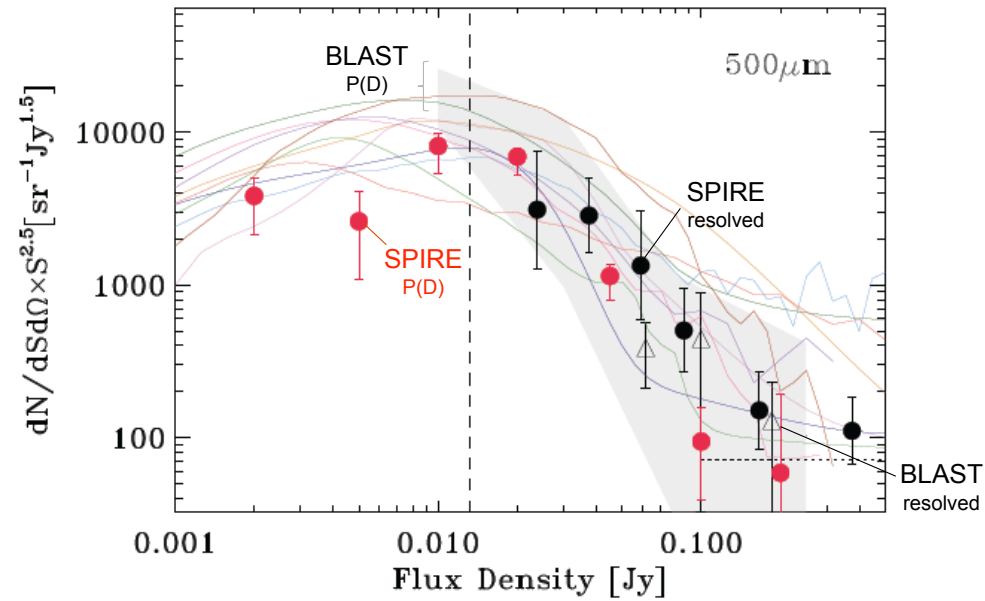 BLAST
P(D)
500μm
10000
SPIRE
resolved
SPIRE
P(D)
1000
100
BLAST
resolved
dN/dSdΩ×S^2.5[sr^−1Jy^1.5]
0.001
0.010
0.100
Flux Density [Jy]